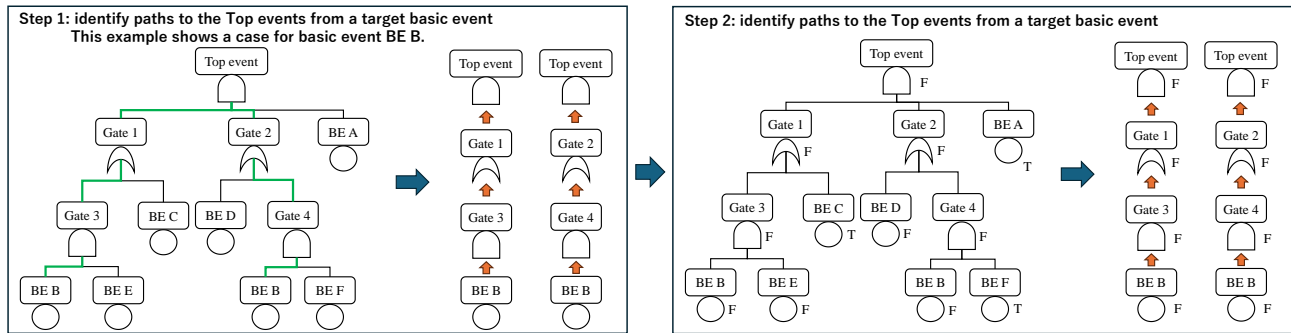 Step 1: identify paths to the Top events from a target basic event
This example shows a case for basic event BE B.
Top event
Gate 1
Gate 2
BE A
Gate 3
BE C
BE D
Gate 4
BE B
BE E
BE B
BE F
Top event
Top event
Gate 1
Gate 2
Gate 3
Gate 4
BE B
BE B
Step 2: identify paths to the Top events from a target basic event
Top event
F
Gate 1
F
Gate 2
F
BE A
T
Gate 3
F
BE C
T
BE D
F
Gate 4
F
BE B
F
BE E
F
BE B
F
BE F
T
Top event
F
Top event
F
Gate 1
F
Gate 2
F
Gate 3
F
Gate 4
F
BE B
F
BE B
F